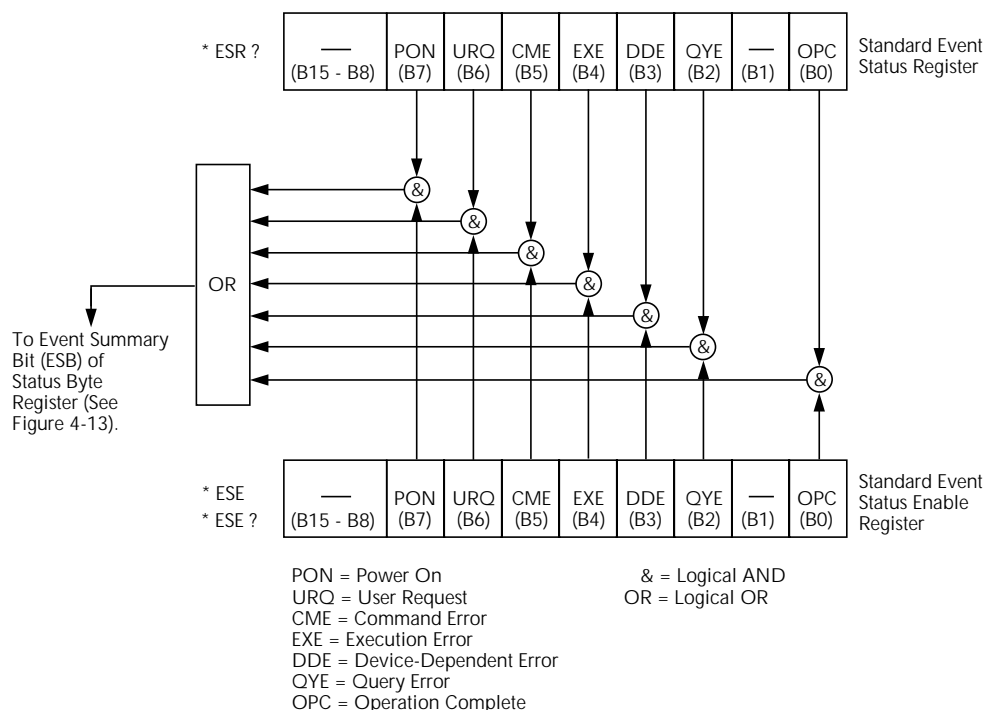 * ESR ?
—
(B15 - B8)
PON
(B7)
URQ
(B6)
CME
(B5)
EXE
(B4)
DDE
(B3)
QYE
(B2)
—
(B1)
OPC
(B0)
Standard Event
Status Register
&
&
&
&
&
&
&
OR
To Event Summary
Bit (ESB) of
Status Byte
Register (See
Figure 4-13).
* ESE
* ESE ?
—
(B15 - B8)
PON
(B7)
URQ
(B6)
CME
(B5)
EXE
(B4)
DDE
(B3)
QYE
(B2)
—
(B1)
OPC
(B0)
Standard Event
Status Enable
Register
PON = Power On
URQ = User Request
CME = Command Error
EXE = Execution Error
DDE = Device-Dependent Error
QYE = Query Error
OPC = Operation Complete
& = Logical AND
OR = Logical OR